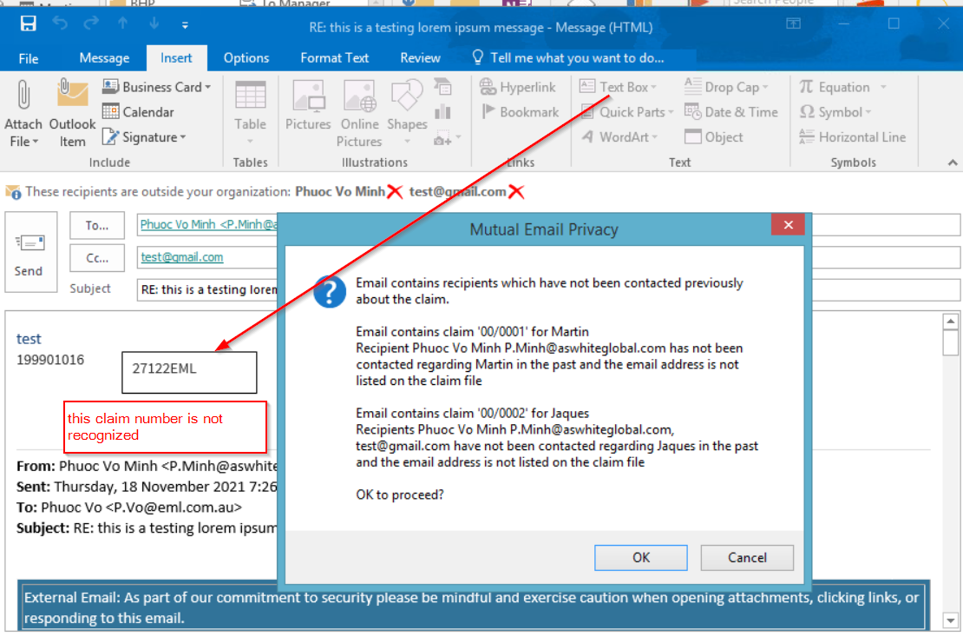 RE: this is a testing lorem ipsum message - Message (HTML)
File Message Insert Options Format Text Review Tell me what you want to do...
Attach File
Outlook Item
Business Card
Calendar
Signature
Include
Table
Tables
Pictures
Online Pictures
Shapes
Illustrations
Hyperlink
Bookmark
Links
Text Box
Quick Parts
WordArt
Drop Cap
Date & Time
Object
Text
Equation
Symbol
Horizontal Line
Symbols
These recipients are outside your organization: Phuoc Vo Minh test@gmail.com
Send
To... Phuoc Vo Minh <P.Minh@a
Cc... test@gmail.com
Subject RE: this is a testing loren
test
199901016
27122EML
this claim number is not
recognized
From: Phuoc Vo Minh <P.Minh@aswhite
Sent: Thursday, 18 November 2021 7:26
To: Phuoc Vo <P.Vo@eml.com.au>
Subject: RE: this is a testing lorem ipsum
External Email: As part of our commitment to security please be mindful and exercise caution when opening attachments, clicking links, or
responding to this email.
Mutual Email Privacy
Email contains recipients which have not been contacted previously
about the claim.
Email contains claim '00/0001' for Martin
Recipient Phuoc Vo Minh P.Minh@aswhiteglobal.com has not been
contacted regarding Martin in the past and the email address is not
listed on the claim file
Email contains claim '00/0002' for Jaques
Recipients Phuoc Vo Minh P.Minh@aswhiteglobal.com,
test@gmail.com have not been contacted regarding Jaques in the past
and the email address is not listed on the claim file
OK to proceed?
OK Cancel